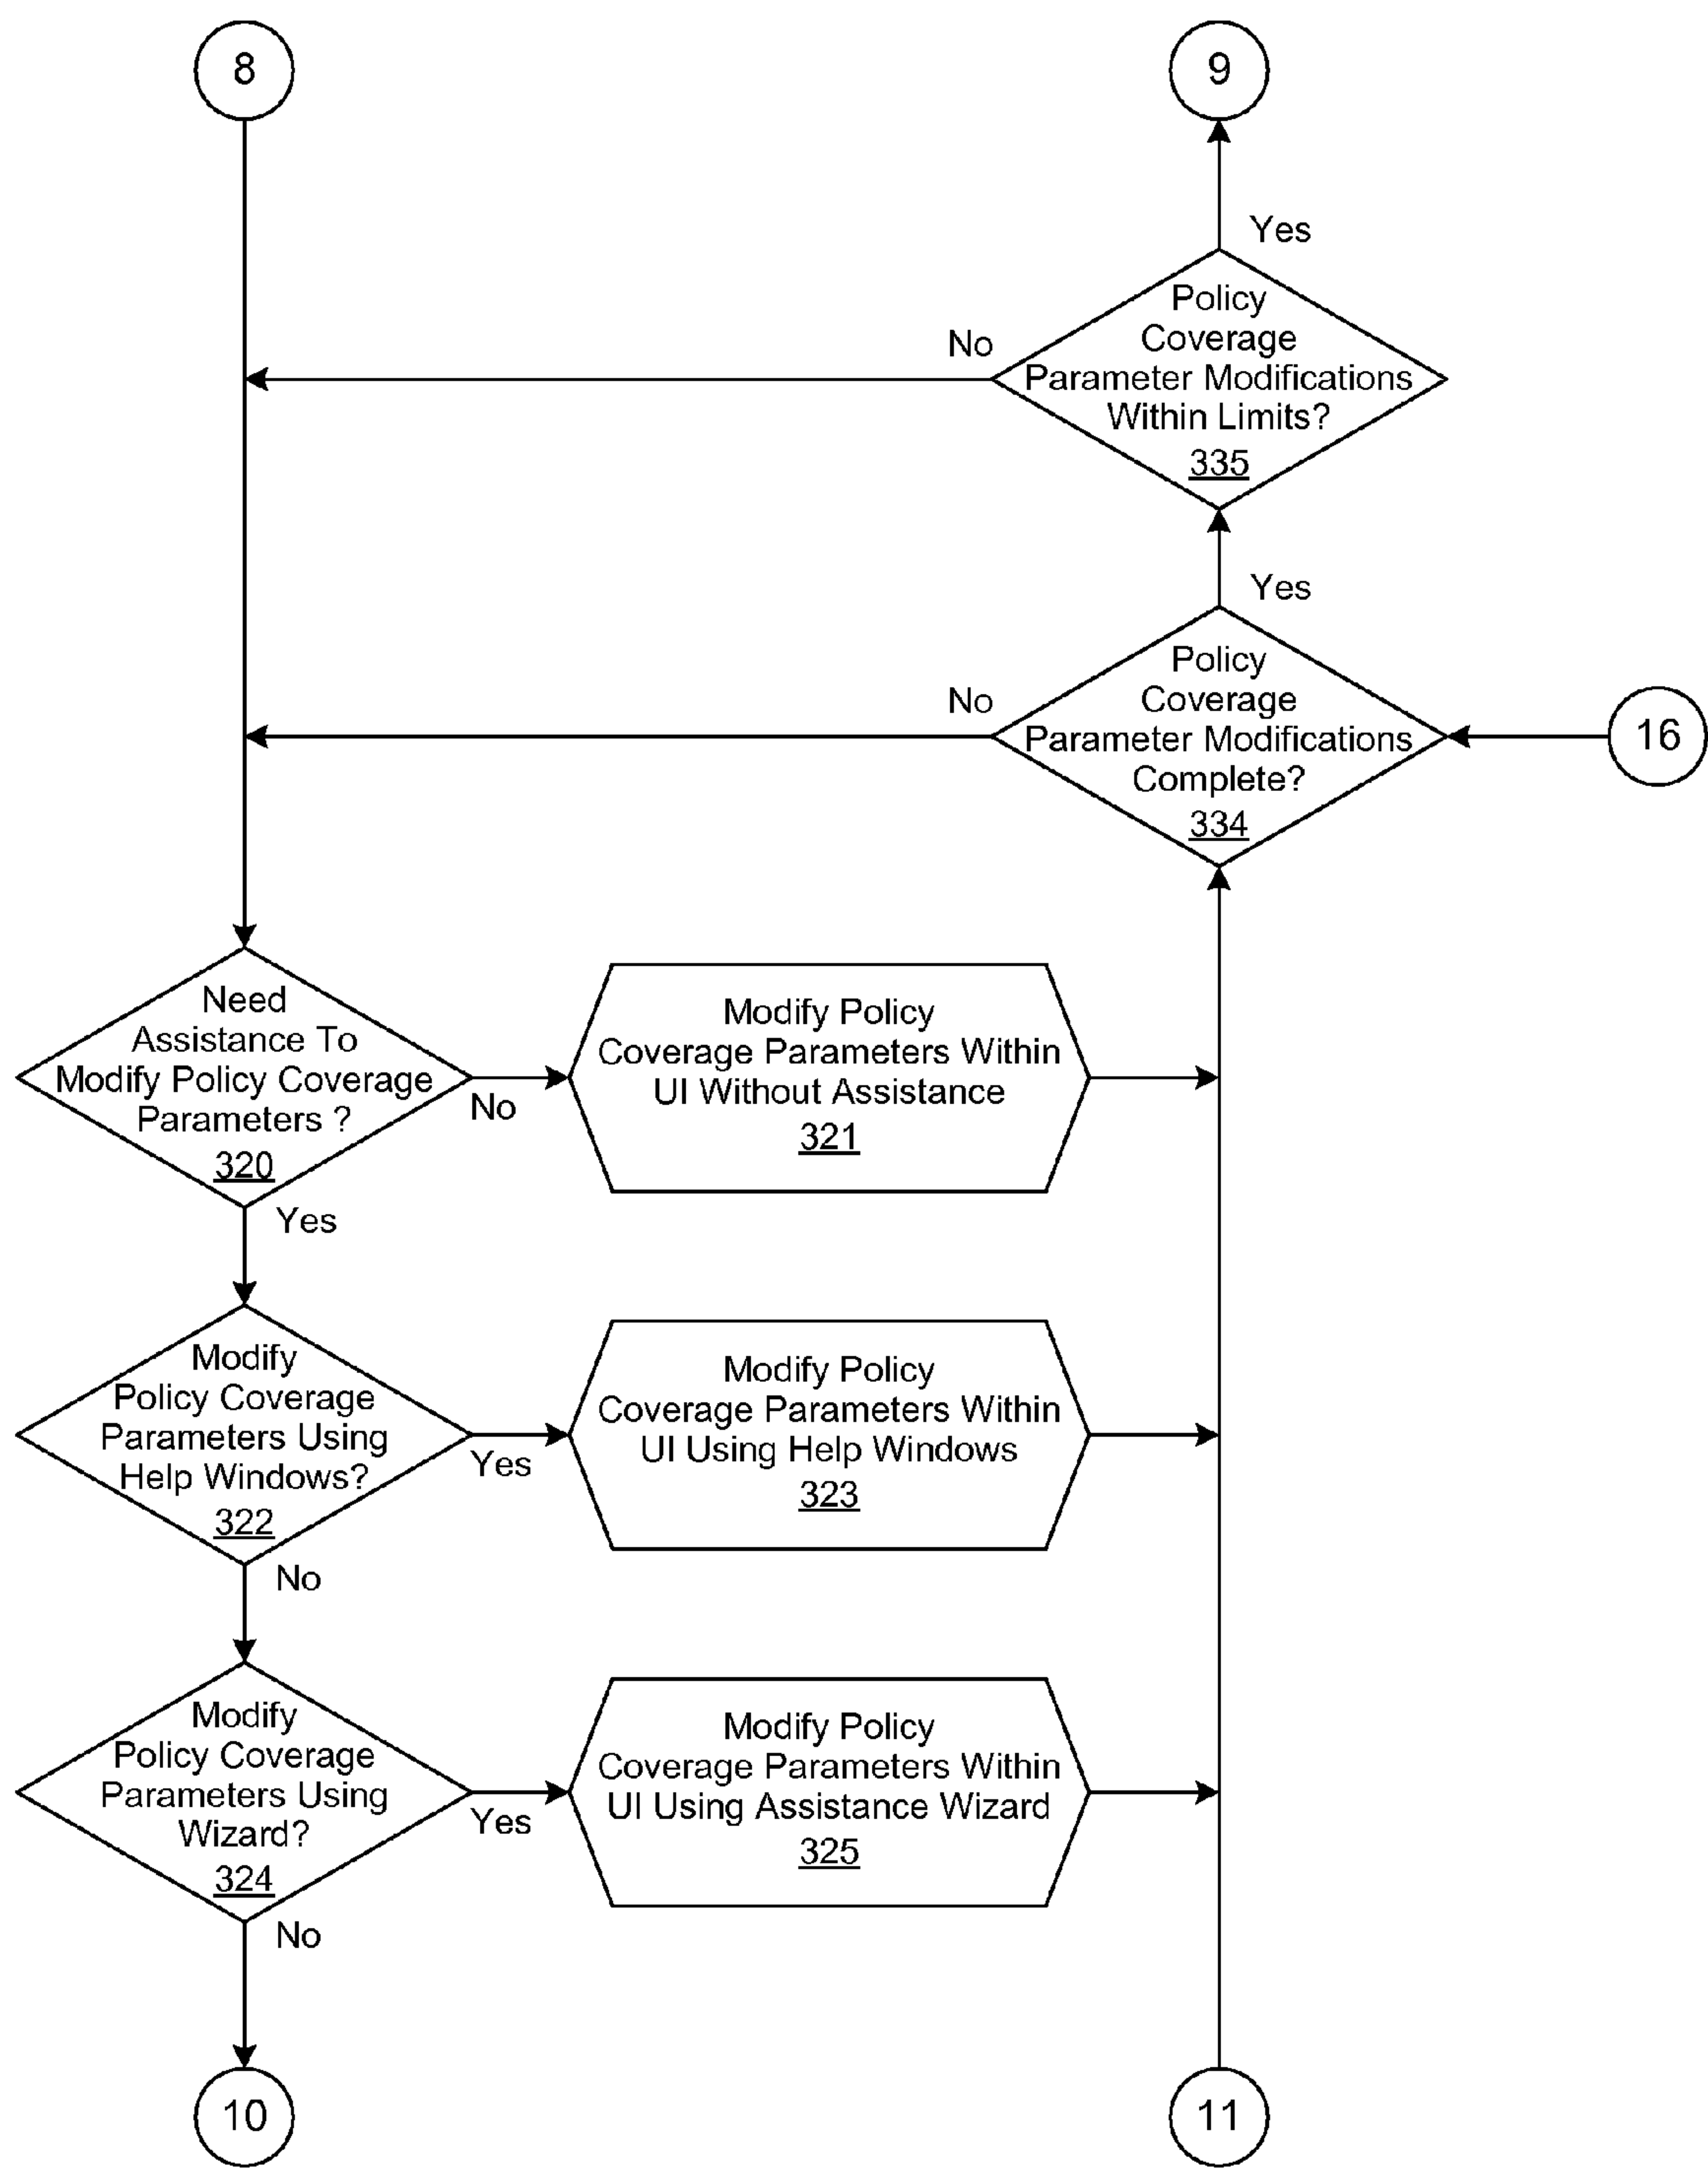 8
9
Yes
Policy
Coverage
Parameter Modifications
Within Limits?
335
No
Yes
Policy
Coverage
Parameter Modifications
Complete?
334
No
16
Need
Assistance To
Modify Policy Coverage
Parameters ?
320
No
Yes
Modify Policy
Coverage Parameters Within
UI Without Assistance
321
Modify
Policy Coverage
Parameters Using
Help Windows?
322
Yes
No
Modify Policy
Coverage Parameters Within
UI Using Help Windows
323
Modify
Policy Coverage
Parameters Using
Wizard?
324
Yes
No
Modify Policy
Coverage Parameters Within
UI Using Assistance Wizard
325
10
11